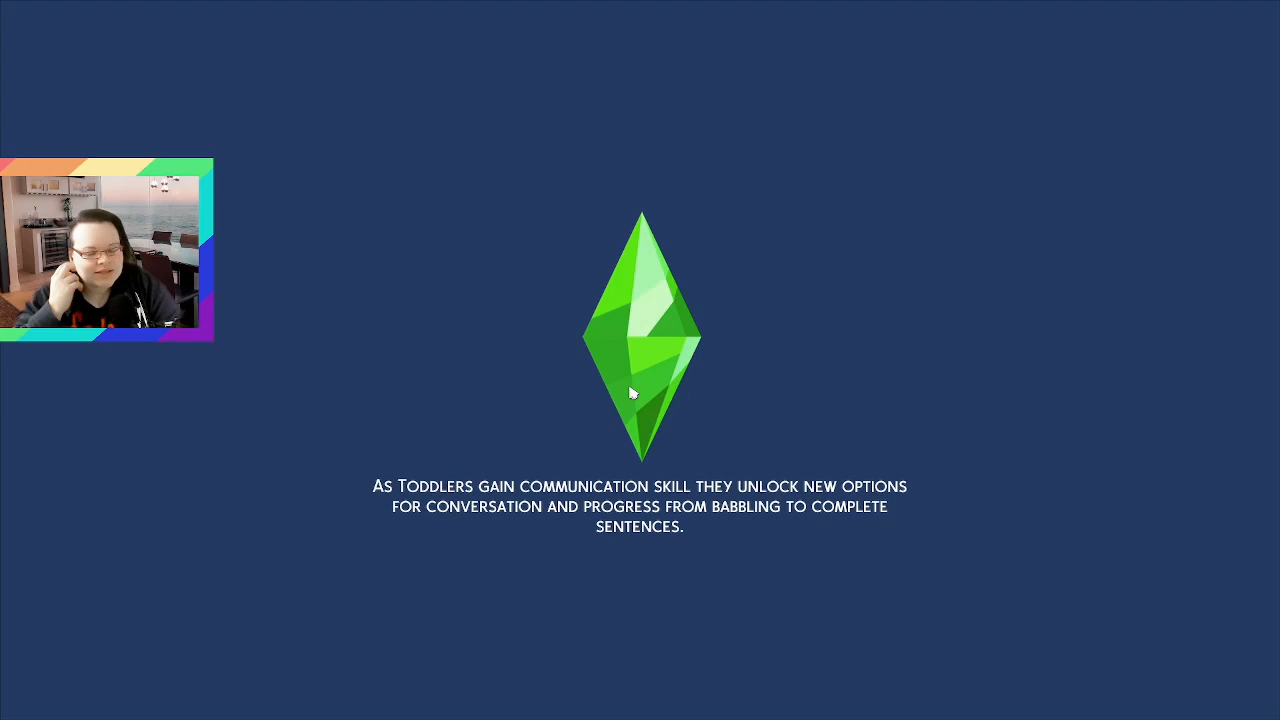 As Toddlers gain communication skill they unlock new options
for conversation and progress from babbling to complete
sentences.